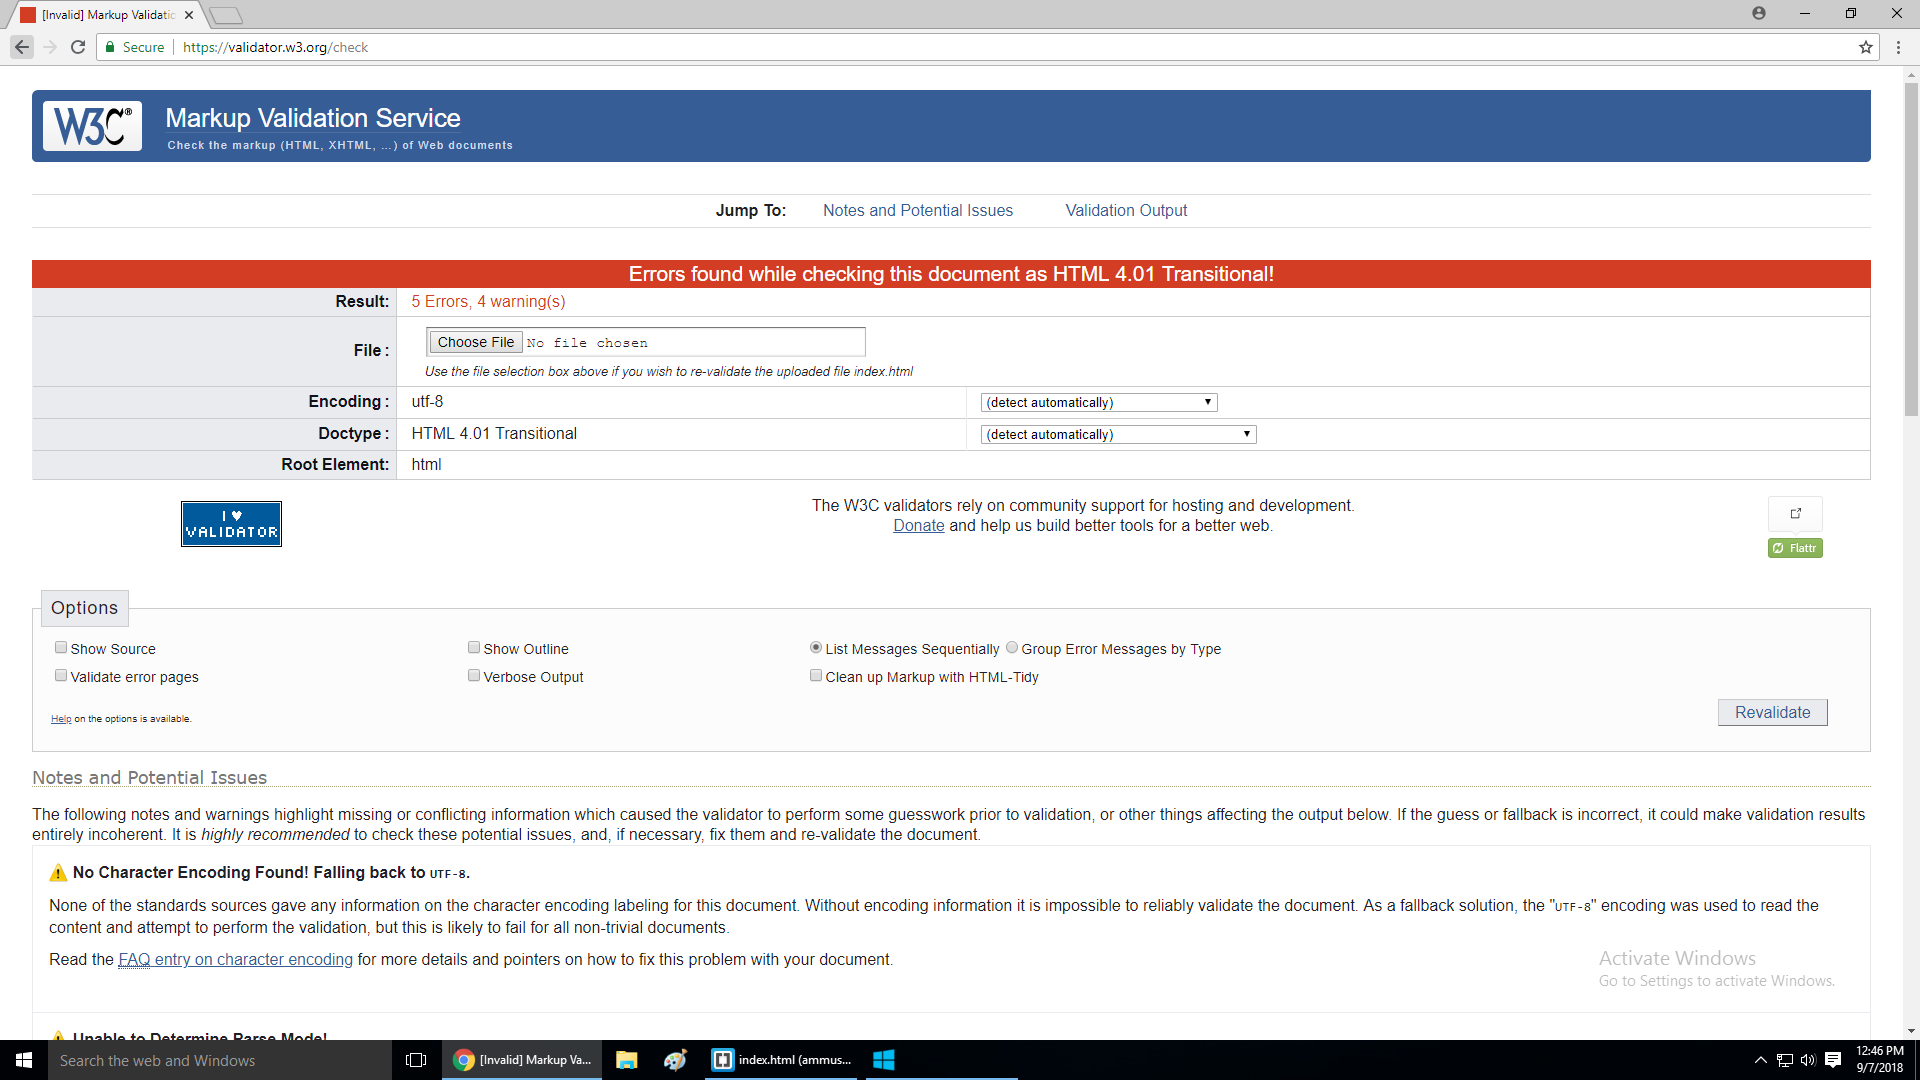 [Invalid] Markup Validatio
Secure
https://validator.w3.org/check
W3C®
Markup Validation Service
Check the markup (HTML, XHTML, …) of Web documents
Jump To: Notes and Potential Issues Validation Output
Errors found while checking this document as HTML 4.01 Transitional!
Result: 5 Errors, 4 warning(s)
File : Choose File No file chosen
Use the file selection box above if you wish to re-validate the uploaded file index.html
Encoding : utf-8 (detect automatically)
Doctype : HTML 4.01 Transitional (detect automatically)
Root Element: html
I ♥
VALIDATOR
The W3C validators rely on community support for hosting and development.
Donate and help us build better tools for a better web.
Flattr
Options
Show Source Show Outline List Messages Sequentially Group Error Messages by Type
Validate error pages Verbose Output Clean up Markup with HTML-Tidy
Help on the options is available.
Revalidate
Notes and Potential Issues
The following notes and warnings highlight missing or conflicting information which caused the validator to perform some guesswork prior to validation, or other things affecting the output below. If the guess or fallback is incorrect, it could make validation results
entirely incoherent. It is highly recommended to check these potential issues, and, if necessary, fix them and re-validate the document.
No Character Encoding Found! Falling back to UTF-8.
None of the standards sources gave any information on the character encoding labeling for this document. Without encoding information it is impossible to reliably validate the document. As a fallback solution, the "UTF-8" encoding was used to read the
content and attempt to perform the validation, but this is likely to fail for all non-trivial documents.
Read the FAQ entry on character encoding for more details and pointers on how to fix this problem with your document.
Activate Windows
Go to Settings to activate Windows.
Unable to Determine Parse Mode!
Search the web and Windows
[Invalid] Markup Va...
index.html (ammus...
12:46 PM
9/7/2018